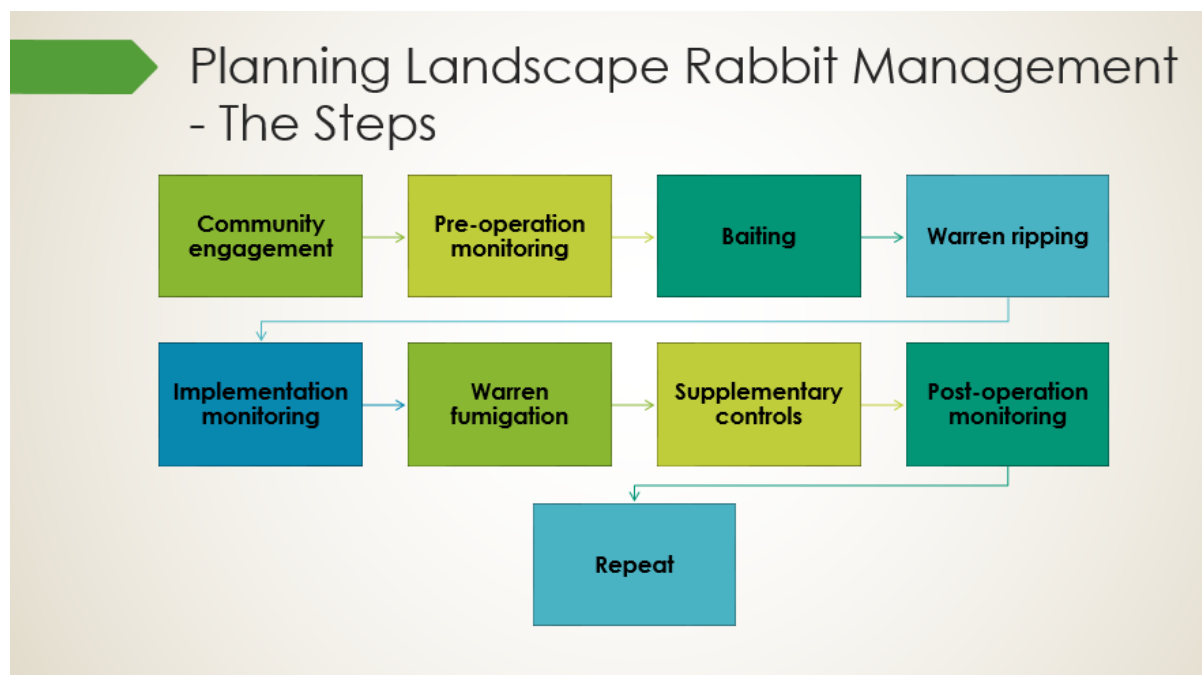 Planning Landscape Rabbit Management
- The Steps
Community
engagement
Pre-operation
monitoring
Baiting
Warren ripping
Implementation
monitoring
Warren
fumigation
Supplementary
controls
Post-operation
monitoring
Repeat